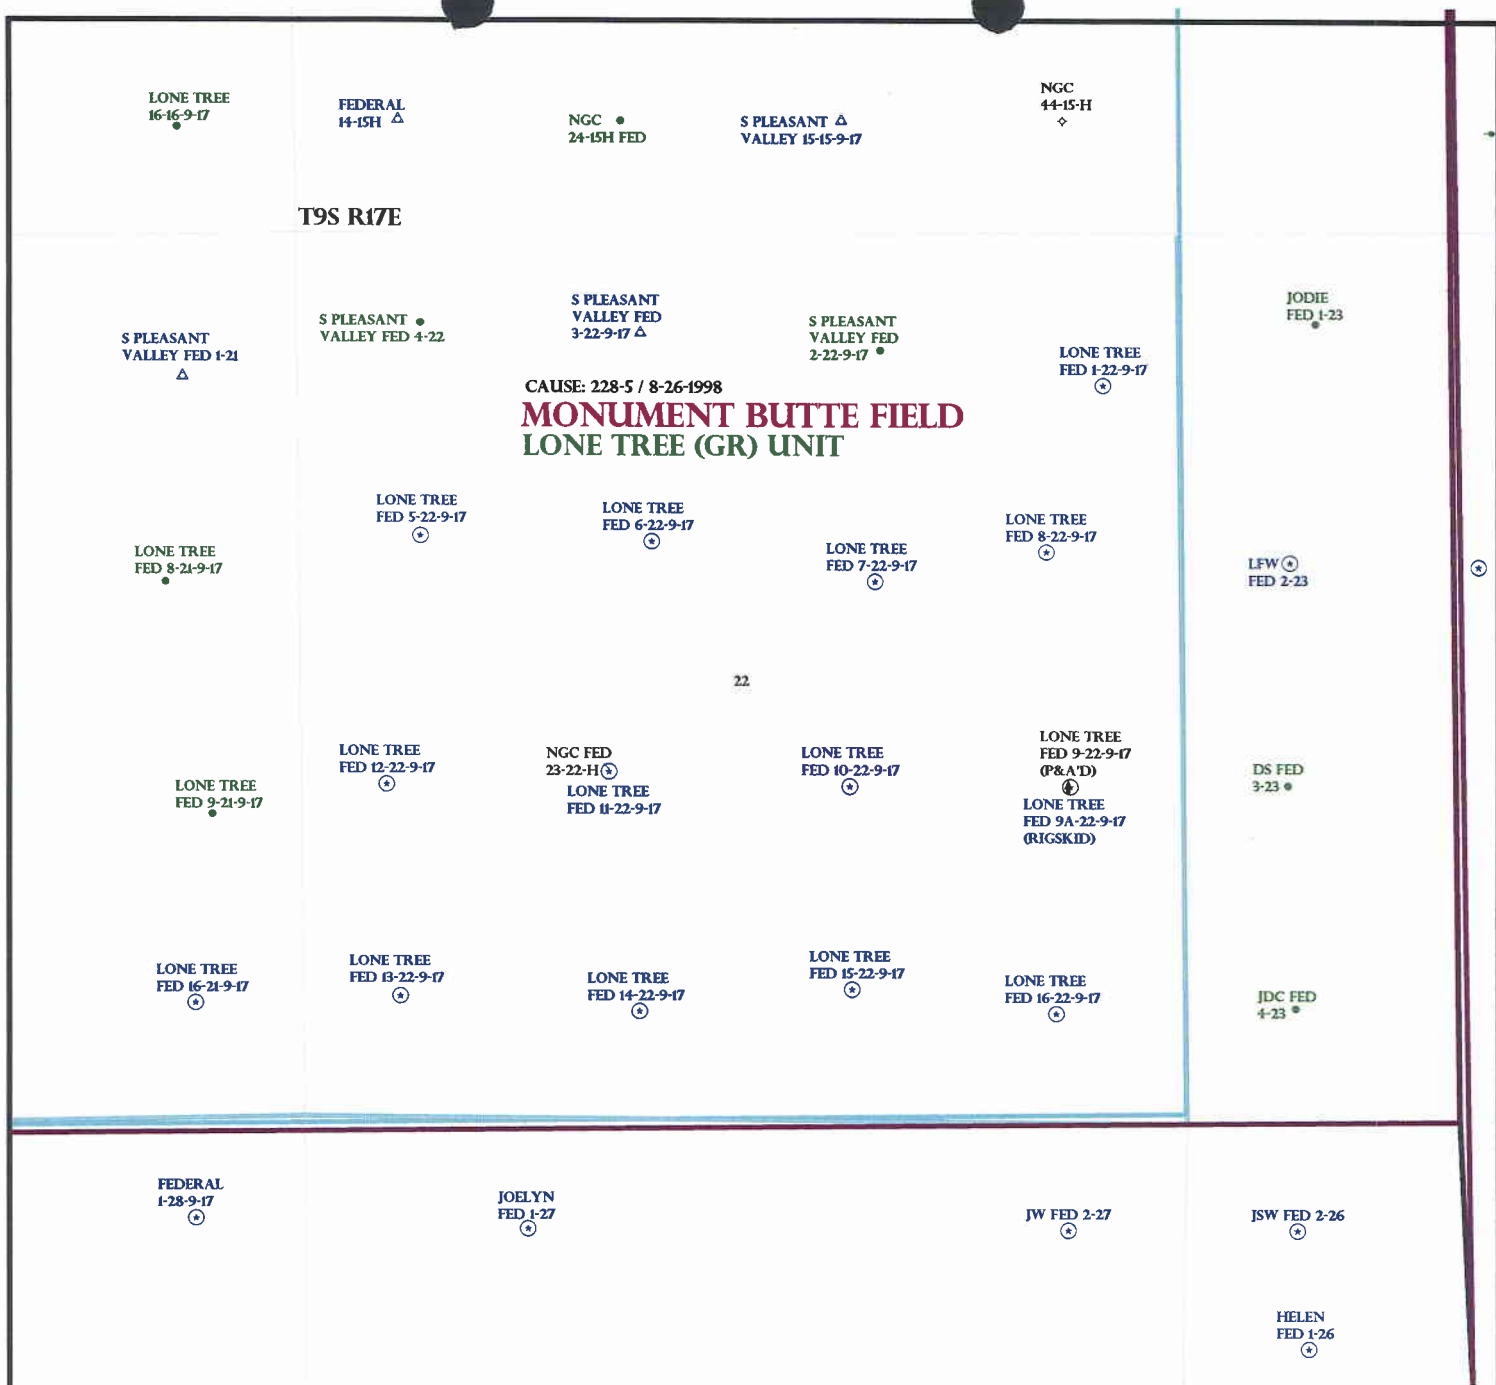 LONE TREE
16-16-9-17
FEDERAL
14-15H
NGC
24-15H FED
S PLEASANT
VALLEY 15-15-9-17
NGC
44-15-H
T9S R17E
S PLEASANT
VALLEY FED 1-21
S PLEASANT
VALLEY FED 4-22
S PLEASANT
VALLEY FED
3-22-9-17
S PLEASANT
VALLEY FED
2-22-9-17
LONE TREE
FED 1-22-9-17
JODIE
FED 1-23
CAUSE: 228-5 / 8-26-1998
MONUMENT BUTTE FIELD
LONE TREE (GR) UNIT
LONE TREE
FED 8-21-9-17
LONE TREE
FED 5-22-9-17
LONE TREE
FED 6-22-9-17
LONE TREE
FED 7-22-9-17
LONE TREE
FED 8-22-9-17
LFW
FED 2-23
22
LONE TREE
FED 9-21-9-17
LONE TREE
FED 12-22-9-17
NGC FED
23-22-H
LONE TREE
FED 11-22-9-17
LONE TREE
FED 10-22-9-17
LONE TREE
FED 9-22-9-17
(P&A'D)
LONE TREE
FED 9A-22-9-17
(RIGSKID)
DS FED
3-23
LONE TREE
FED 16-21-9-17
LONE TREE
FED 13-22-9-17
LONE TREE
FED 14-22-9-17
LONE TREE
FED 15-22-9-17
LONE TREE
FED 16-22-9-17
JDC FED
4-23
FEDERAL
1-28-9-17
JOELYN
FED 1-27
JW FED 2-27
JSW FED 2-26
HELEN
FED 1-26